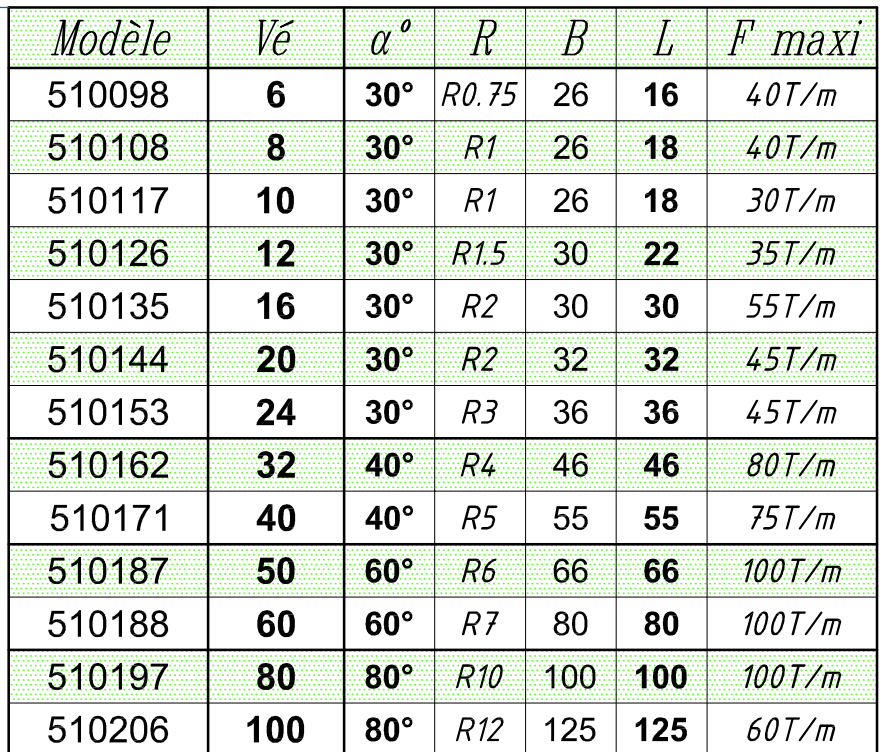 Modèle Vé α° R B L F maxi
510098 6 30° R0.75 26 16 40T/m
510108 8 30° R1 26 18 40T/m
510117 10 30° R1 26 18 30T/m
510126 12 30° R1.5 30 22 35T/m
510135 16 30° R2 30 30 55T/m
510144 20 30° R2 32 32 45T/m
510153 24 30° R3 36 36 45T/m
510162 32 40° R4 46 46 80T/m
510171 40 40° R5 55 55 75T/m
510187 50 60° R6 66 66 100T/m
510188 60 60° R7 80 80 100T/m
510197 80 80° R10 100 100 100T/m
510206 100 80° R12 125 125 60T/m